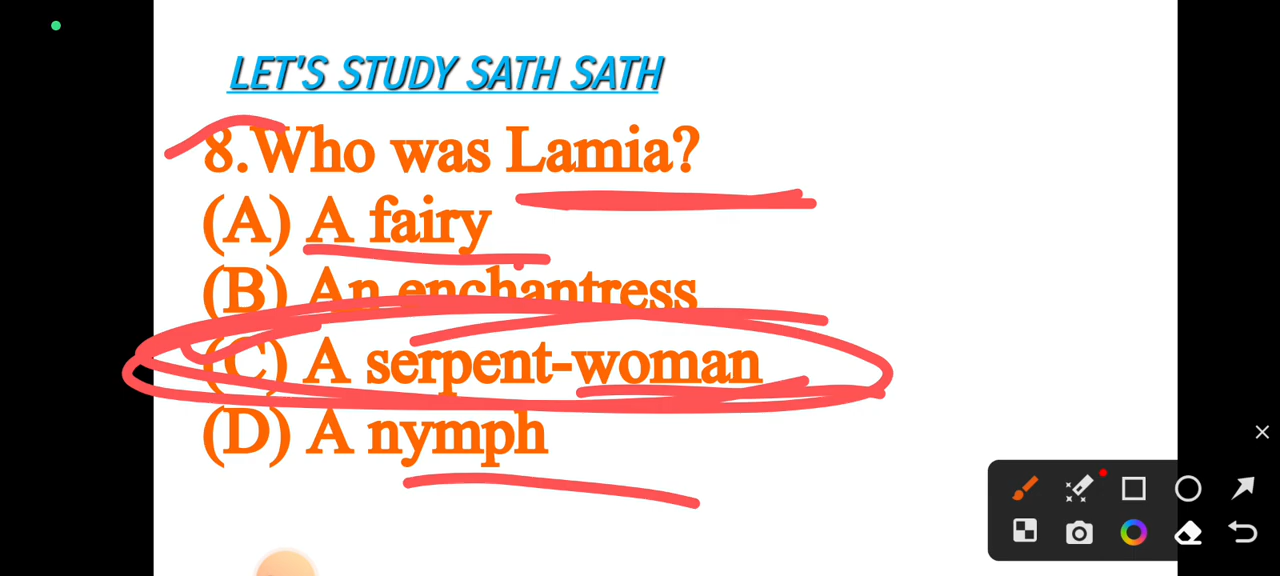 LET'S STUDY SATH SATH
8.Who was Lamia?
(A) A fairy
(B) An enchantress
(C) A serpent-woman
(D) A nymph